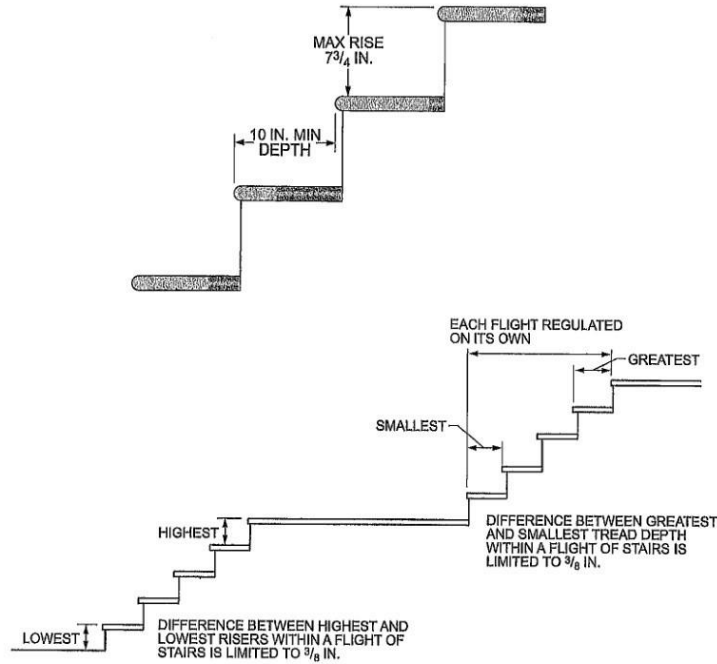 MAX RISE
7 3/4 IN.
10 IN. MIN
DEPTH
EACH FLIGHT REGULATED
ON ITS OWN
GREATEST
SMALLEST
HIGHEST
DIFFERENCE BETWEEN GREATEST
AND SMALLEST TREAD DEPTH
WITHIN A FLIGHT OF STAIRS IS
LIMITED TO 3/8 IN.
LOWEST
DIFFERENCE BETWEEN HIGHEST AND
LOWEST RISERS WITHIN A FLIGHT OF
STAIRS IS LIMITED TO 3/8 IN.